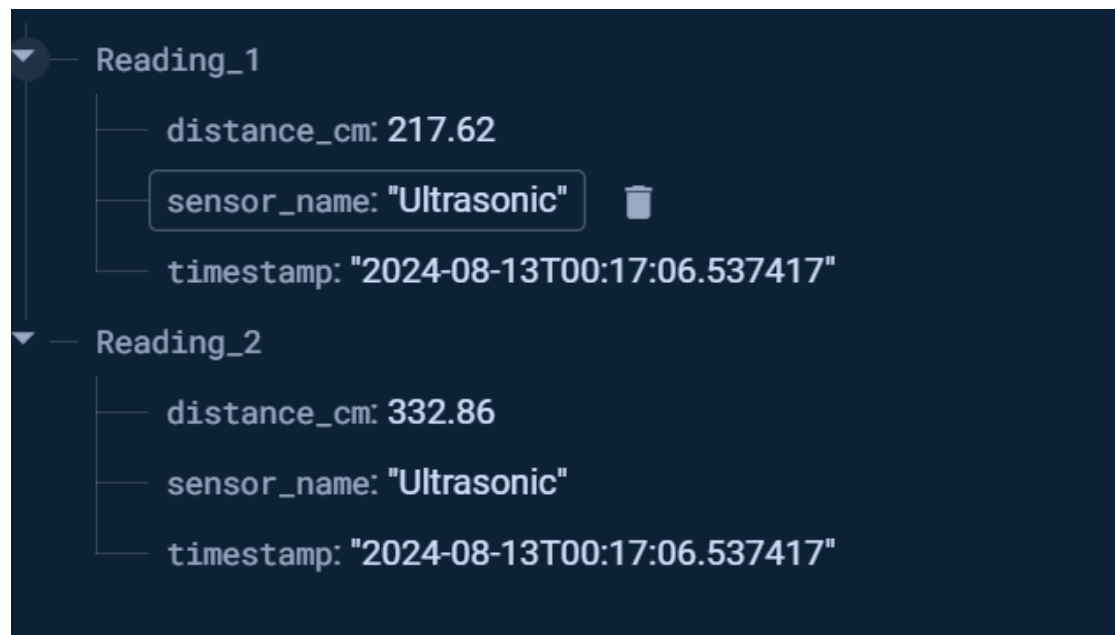 Reading_1
distance_cm: 217.62
sensor_name: "Ultrasonic"
timestamp: "2024-08-13T00:17:06.537417"
Reading_2
distance_cm: 332.86
sensor_name: "Ultrasonic"
timestamp: "2024-08-13T00:17:06.537417"